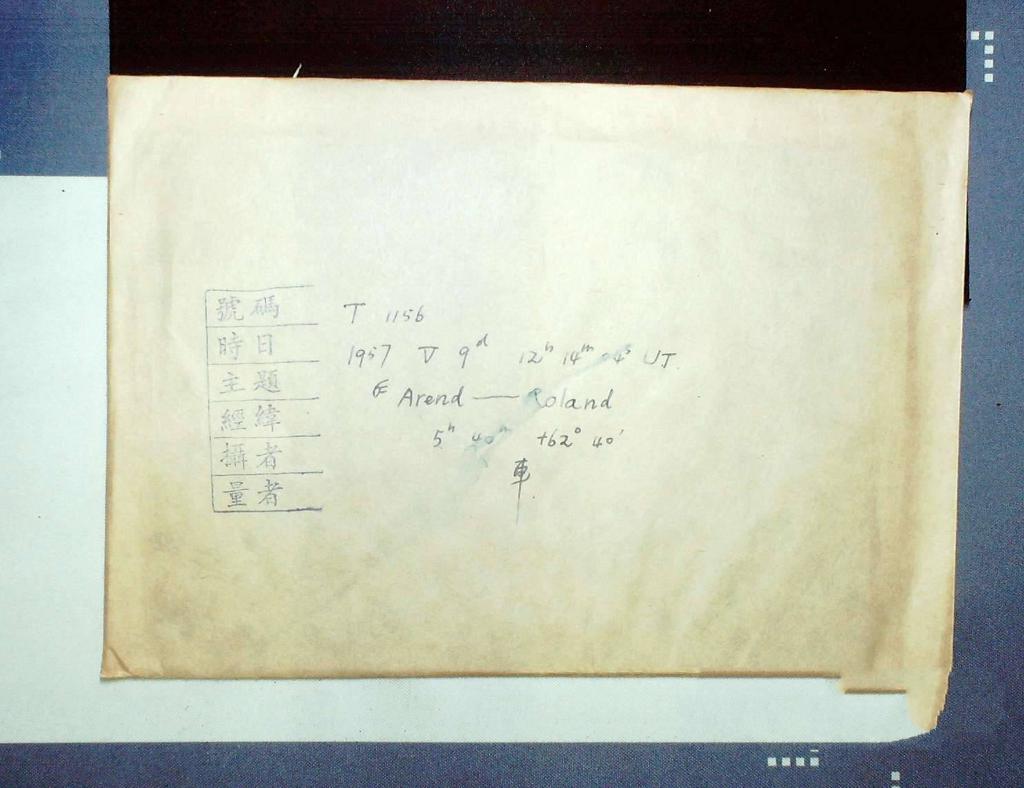 號碼 T 1156
時日 1957 V 9ᵈ 12ʰ 14ᵐ 04ˢ UT.
主題 Arend — Roland
經緯 5ʰ 40ᵐ +62° 40′
攝者 車
量者